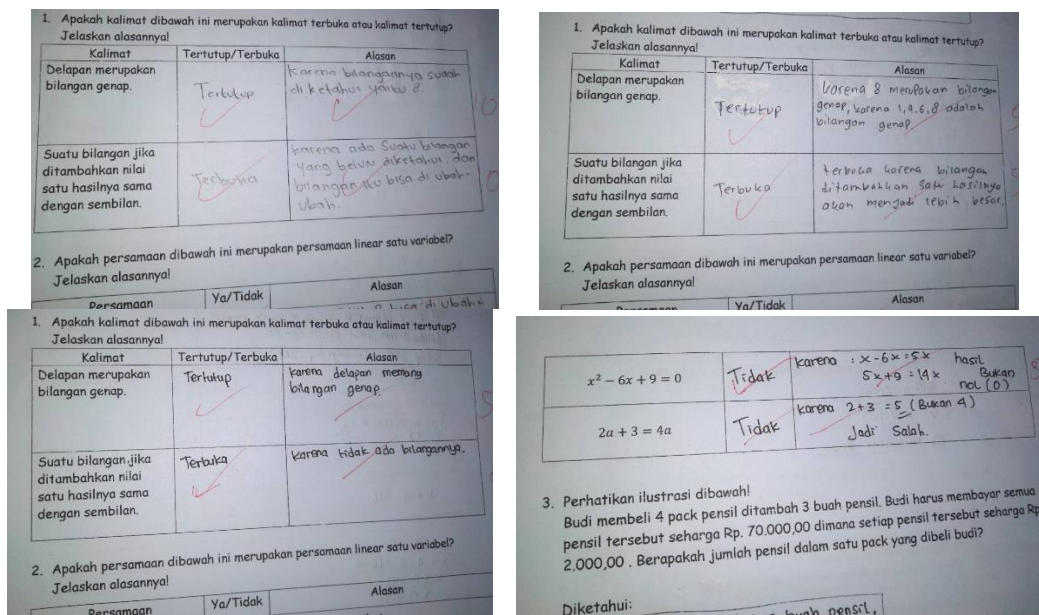 1. Apakah kalimat dibawah ini merupakan kalimat terbuka atau kalimat tertutup?
Jelaskan alasannya!
Kalimat Tertutup/Terbuka Alasan
Delapan merupakan bilangan genap.
Tertutup
Karena bilangannya sudah
di ketahui yaitu 8.
10
Suatu bilangan jika
ditambahkan nilai
satu hasilnya sama
dengan sembilan.
Terbuka
karena ada suatu bilangan
yang belum diketahui, dan
bilangan itu bisa di ubah-
ubah.
2. Apakah persamaan dibawah ini merupakan persamaan linear satu variabel?
Jelaskan alasannya!
Persamaan Ya/Tidak Alasan
1. Apakah kalimat dibawah ini merupakan kalimat terbuka atau kalimat tertutup?
Jelaskan alasannya!
Kalimat Tertutup/Terbuka Alasan
Delapan merupakan
bilangan genap.
Tertutup
karena 8 merupakan bilangan
genap, karena 1,4,6,8 adalah
bilangan genap
Suatu bilangan jika
ditambahkan nilai
satu hasilnya sama
dengan sembilan.
Terbuka
terbuka karena bilangan
ditambahkan satu hasilnya
akan menjadi lebih besar.
2. Apakah persamaan dibawah ini merupakan persamaan linear satu variabel?
Jelaskan alasannya!
Persamaan Ya/Tidak Alasan
1. Apakah kalimat dibawah ini merupakan kalimat terbuka atau kalimat tertutup?
Jelaskan alasannya!
Kalimat Tertutup/Terbuka Alasan
Delapan merupakan
bilangan genap.
Tertutup
karena delapan memang
bilangan genap.
Suatu bilangan jika
ditambahkan nilai
satu hasilnya sama
dengan sembilan.
Terbuka
karena tidak ada bilangannya.
2. Apakah persamaan dibawah ini merupakan persamaan linear satu variabel?
Jelaskan alasannya!
Persamaan Ya/Tidak Alasan
x² − 6x + 9 = 0
Tidak
karena : x - 6x = 5x hasil
5x + 9 = 14x Bukan
nol (0)
2a + 3 = 4a
Tidak
karena 2+3 = 5 (Bukan 4)
Jadi Salah.
3. Perhatikan ilustrasi dibawah!
Budi membeli 4 pack pensil ditambah 3 buah pensil. Budi harus membayar semua
pensil tersebut seharga Rp. 70.000,00 dimana setiap pensil tersebut seharga Rp
2.000,00 . Berapakah jumlah pensil dalam satu pack yang dibeli budi?
Diketahui:
buah pensil,